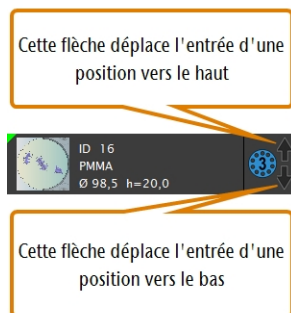 Cette flèche déplace l'entrée d'une
position vers le haut
ID 16
PMMA
Ø 98,5 h=20,0
3
Cette flèche déplace l'entrée d'une
position vers le bas